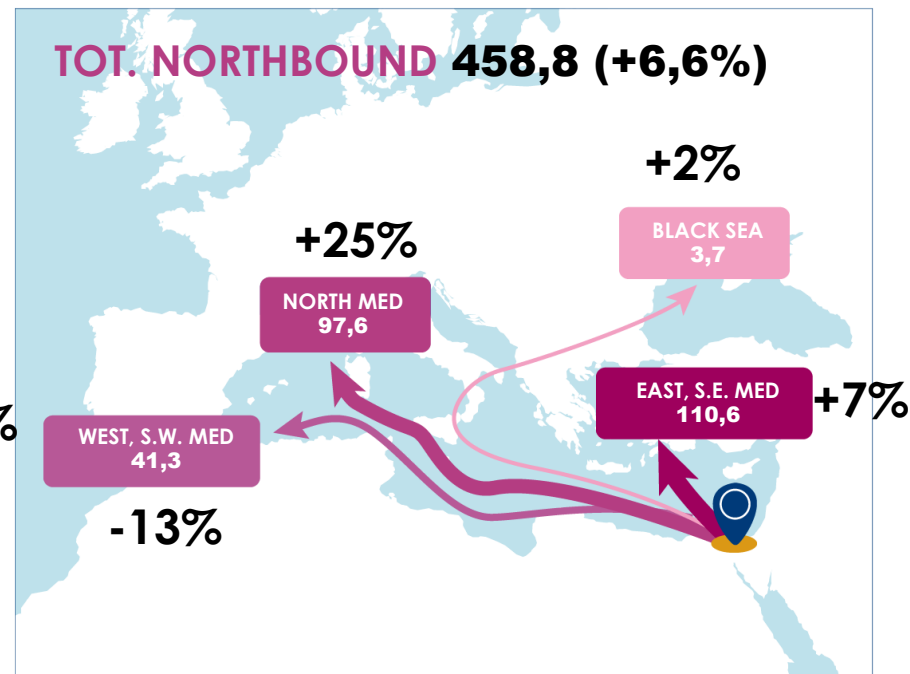 TOT. NORTHBOUND 458,8 (+6,6%)
+2%
BLACK SEA
3,7
+25%
NORTH MED
97,6
EAST, S.E. MED
110,6
+7%
%
WEST, S.W. MED
41,3
-13%